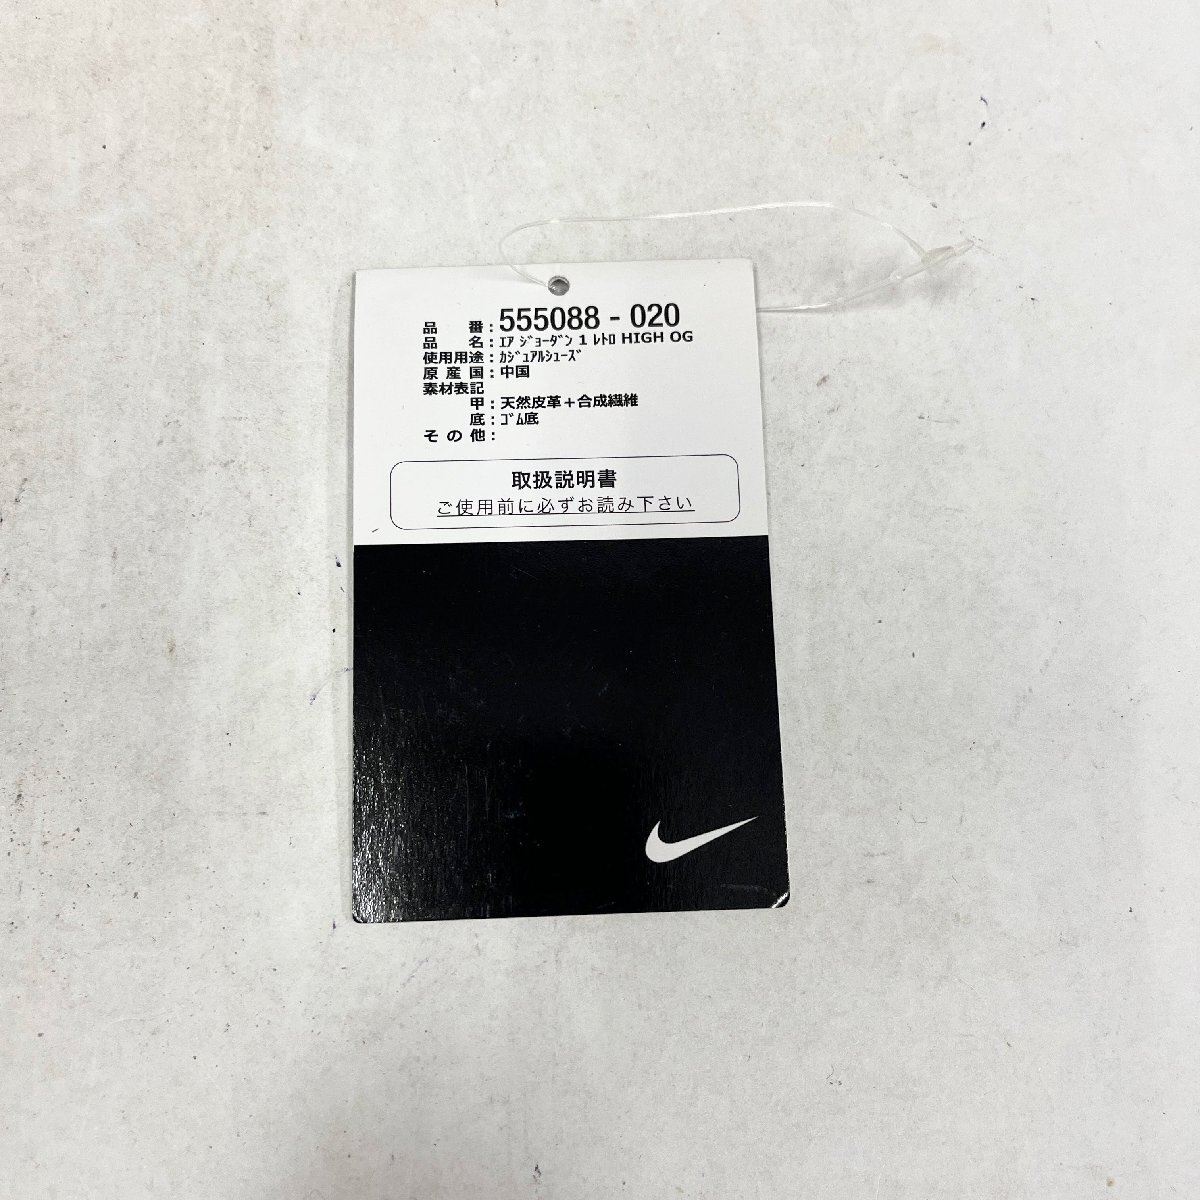 品 番 : 555088 - 020
品 名 : ｴｱ ｼﾞｮｰﾀﾞﾝ 1 ﾚﾄﾛ HIGH OG
使用用途 : ｶｼﾞｭｱﾙｼｭｰｽﾞ
原 産 国 : 中国
素材表記
甲 : 天然皮革＋合成繊維
底 : ｺﾞﾑ底
そ の 他 :
取扱説明書
ご使用前に必ずお読み下さい